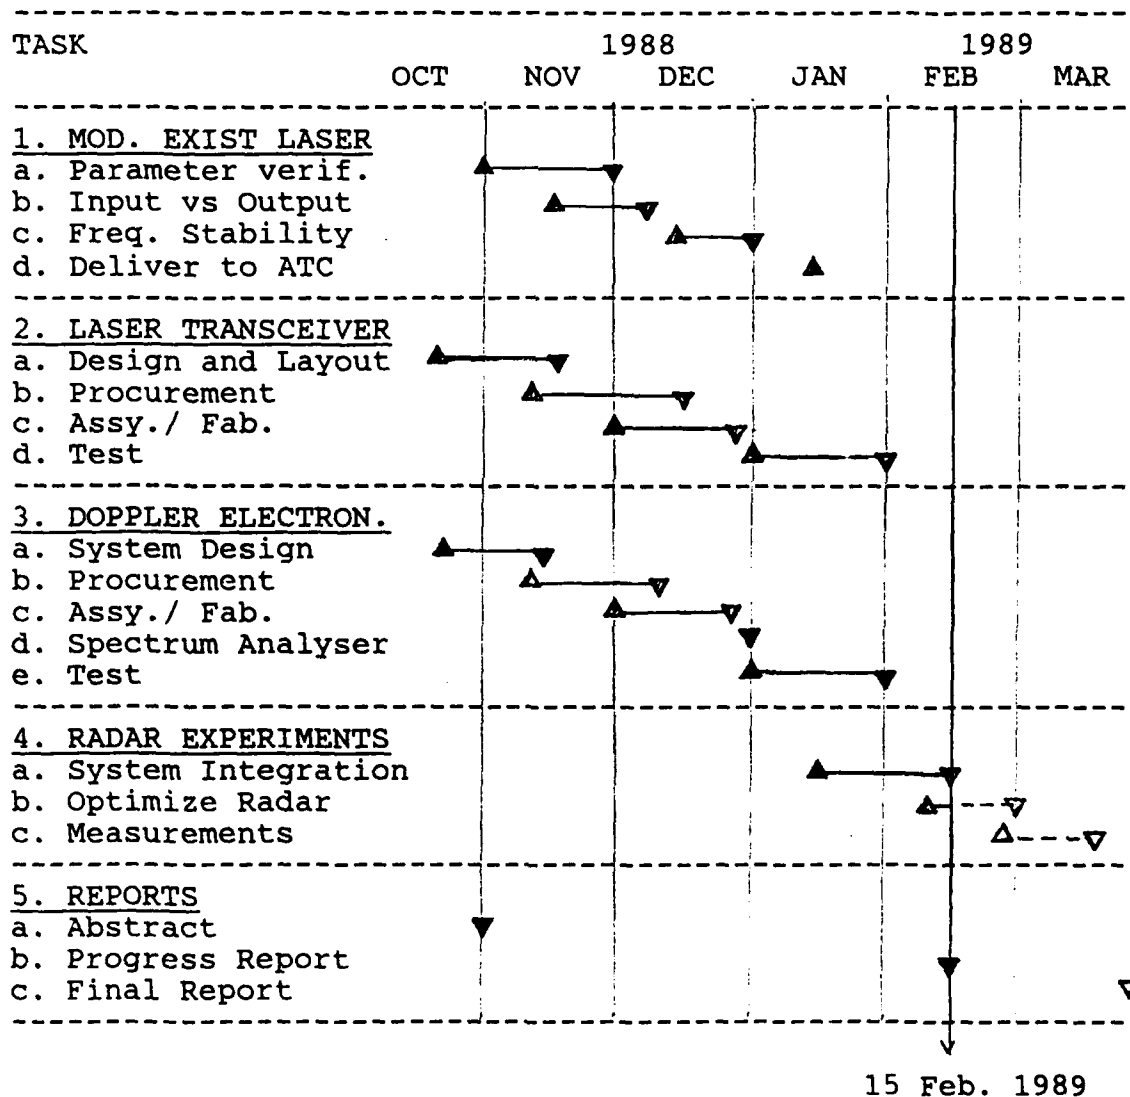 TASK 1988 1989
OCT NOV DEC JAN FEB MAR
1. MOD. EXIST LASER
a. Parameter verif.
b. Input vs Output
c. Freq. Stability
d. Deliver to ATC
2. LASER TRANSCEIVER
a. Design and Layout
b. Procurement
c. Assy./ Fab.
d. Test
3. DOPPLER ELECTRON.
a. System Design
b. Procurement
c. Assy./ Fab.
d. Spectrum Analyser
e. Test
4. RADAR EXPERIMENTS
a. System Integration
b. Optimize Radar
c. Measurements
5. REPORTS
a. Abstract
b. Progress Report
c. Final Report
15 Feb. 1989